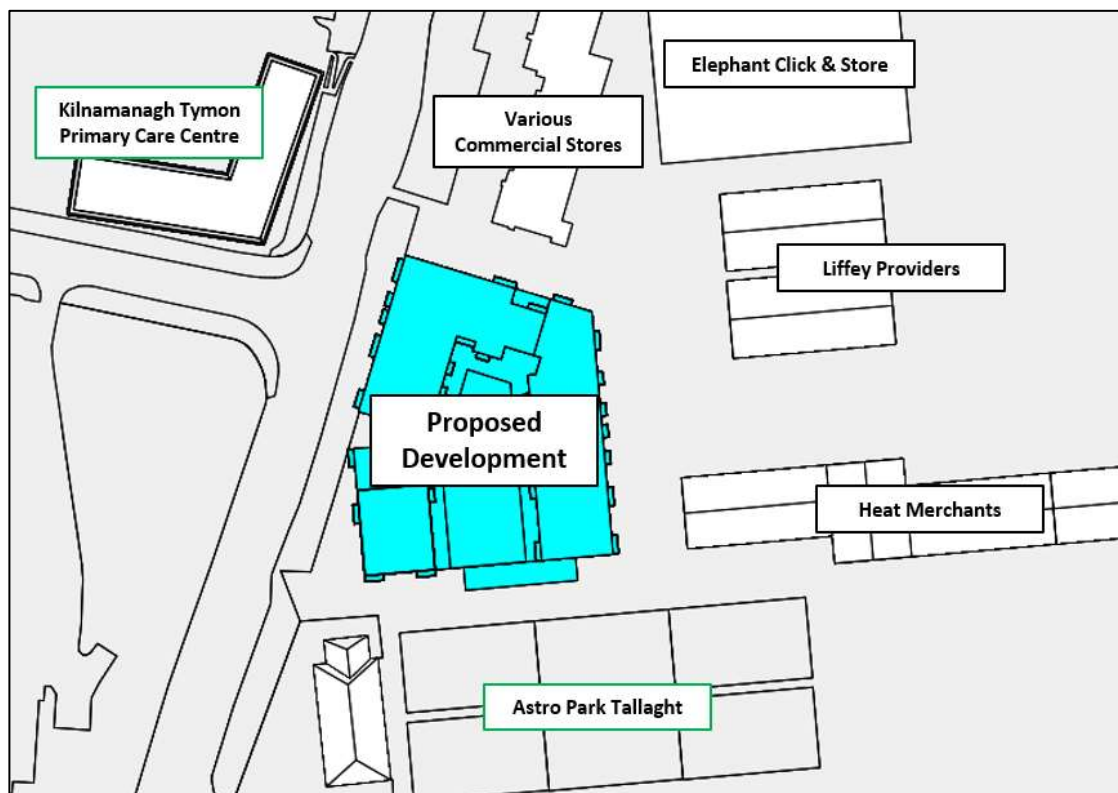 Elephant Click & Store
Kilnamanagh Tymon
Primary Care Centre
Various
Commercial Stores
Liffey Providers
Proposed
Development
Heat Merchants
Astro Park Tallaght